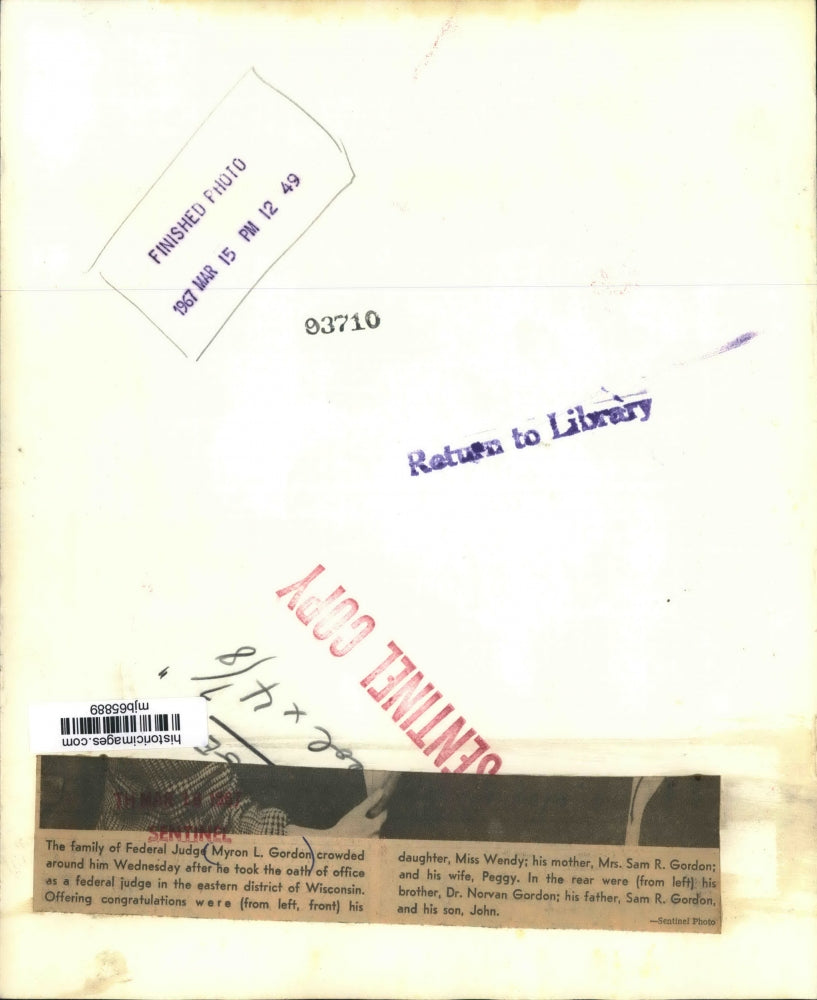 FINISHED PHOTO
1967 MAR 15 PM 12 49
93710
Return to Library
SENTINEL COPY
col x 4 1/8
historicimages.com
mjb65889
SENTINEL
The family of Federal Judge (Myron L. Gordon) crowded
around him Wednesday after he took the oath of office
as a federal judge in the eastern district of Wisconsin.
Offering congratulations were (from left, front) his
daughter, Miss Wendy; his mother, Mrs. Sam R. Gordon;
and his wife, Peggy. In the rear were (from left) his
brother, Dr. Norvan Gordon; his father, Sam R. Gordon,
and his son, John.
—Sentinel Photo